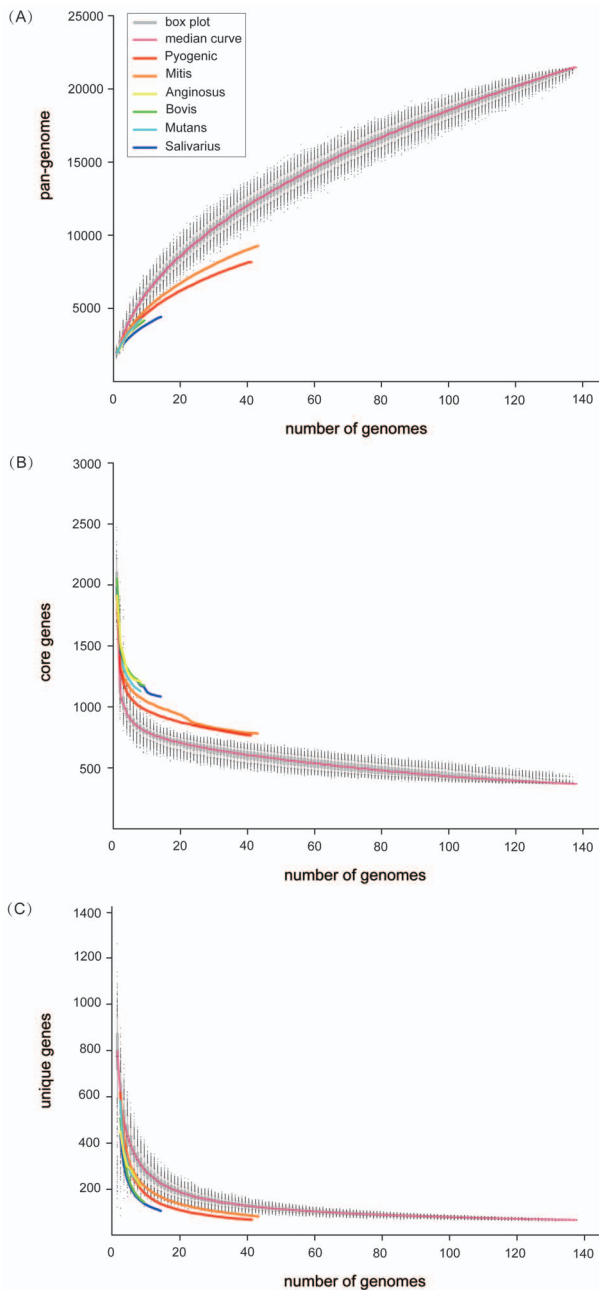 (A)
25000
20000
15000
10000
5000
pan-genome
box plot
median curve
Pyogenic
Mitis
Anginosus
Bovis
Mutans
Salivarius
0 20 40 60 80 100 120 140
number of genomes
(B)
3000
2500
2000
1500
1000
500
core genes
0 20 40 60 80 100 120 140
number of genomes
(C)
1400
1200
1000
800
600
400
200
unique genes
0 20 40 60 80 100 120 140
number of genomes